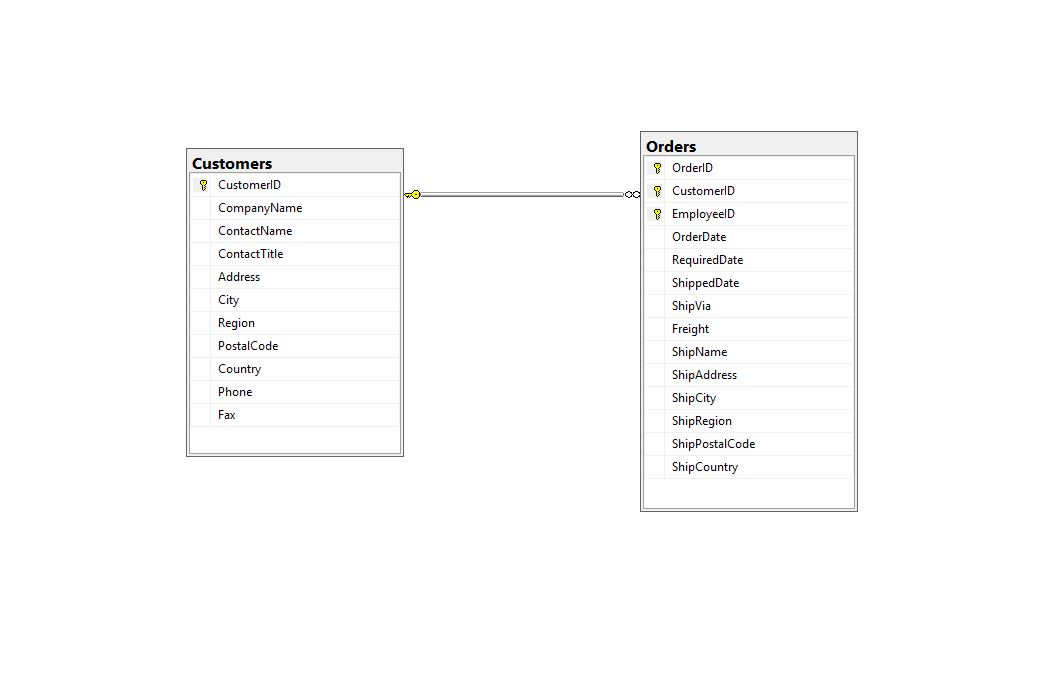 Customers
CustomerID
CompanyName
ContactName
ContactTitle
Address
City
Region
PostalCode
Country
Phone
Fax
Orders
OrderID
CustomerID
EmployeeID
OrderDate
RequiredDate
ShippedDate
ShipVia
Freight
ShipName
ShipAddress
ShipCity
ShipRegion
ShipPostalCode
ShipCountry